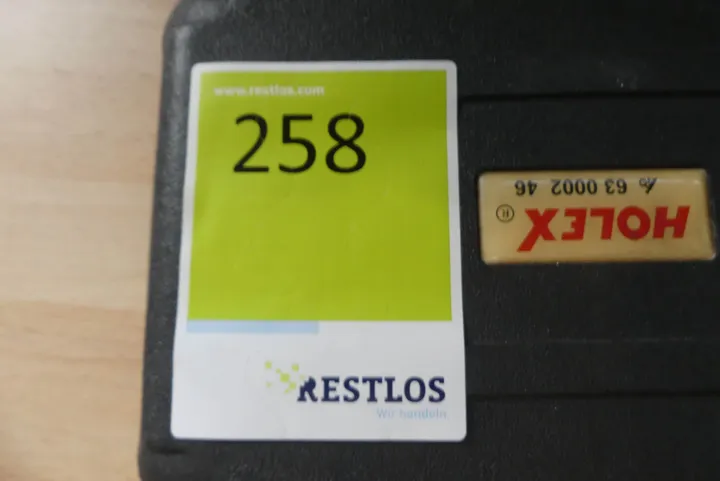 www.restlos.com
258
RESTLOS
Wir handeln
HOLEX ®
63 0002 46